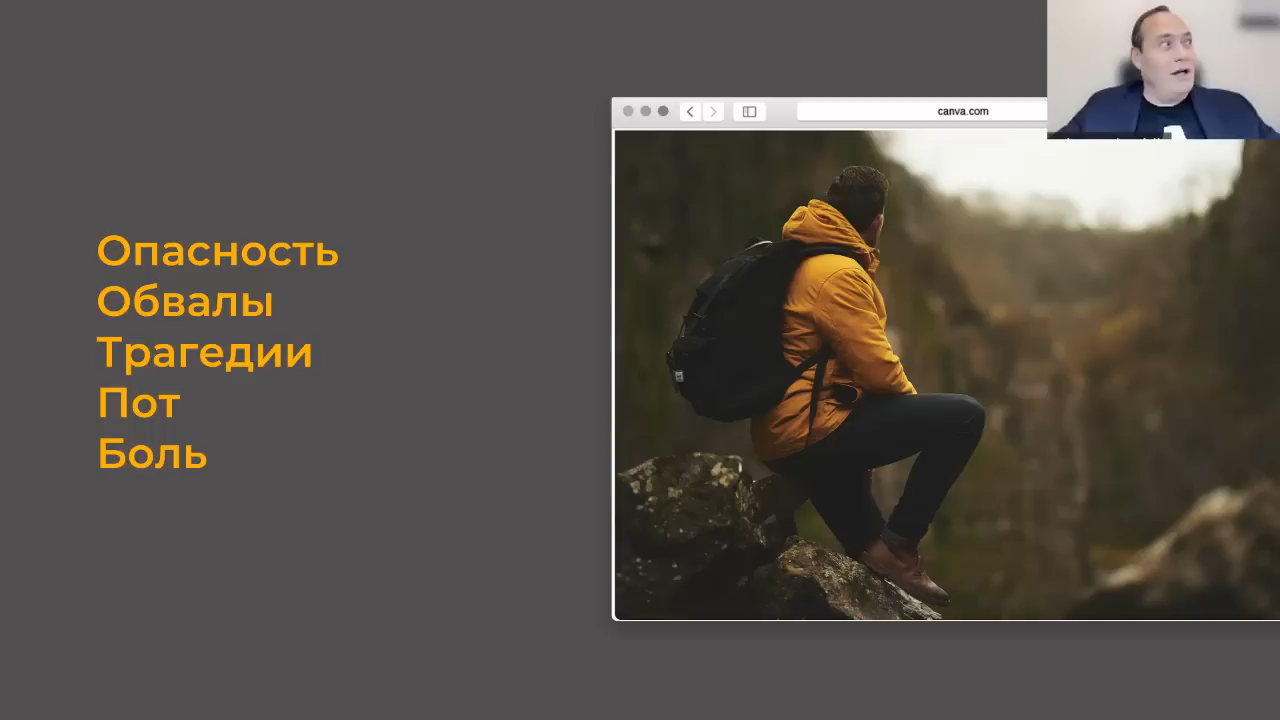 canva.com
Опасность
Обвалы
Трагедии
Пот
Боль